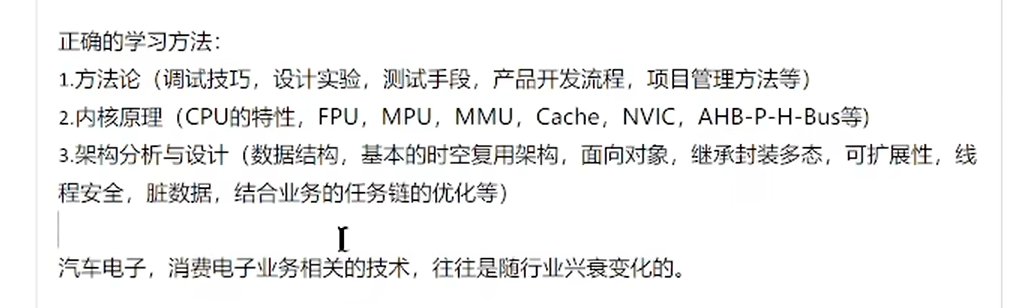 正确的学习方法：
1.方法论（调试技巧，设计实验，测试手段，产品开发流程，项目管理方法等）
2.内核原理（CPU的特性，FPU，MPU，MMU，Cache，NVIC，AHB-P-H-Bus等)
3.架构分析与设计（数据结构，基本的时空复用架构，面向对象，继承封装多态，可扩展性，线
程安全，脏数据，结合业务的任务链的优化等）
汽车电子，消费电子业务相关的技术，往往是随行业兴衰变化的。